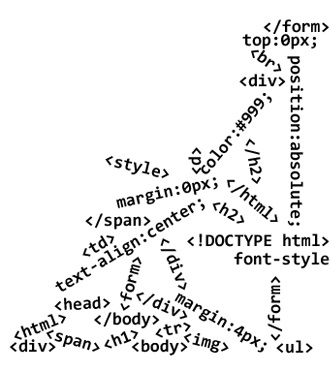 </form>
top:0px;
<br>
<div>
position:absolute;
color:#999;
</h2>
<p>
<style>
margin:0px;
</html>
<h2>
</span>
text-align:center;
<td>
<!DOCTYPE html>
font-style
</div>
<form>
</form>
<head>
</div>
margin:4px;
<html>
</body>
<tr>
<div>
<span>
<h1>
<body>
<img>
<ul>